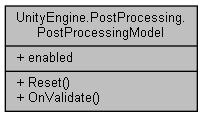 UnityEngine.PostProcessing.
PostProcessingModel
+ enabled
+ Reset()
+ OnValidate()